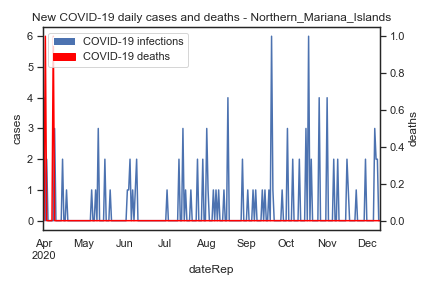 New COVID-19 daily cases and deaths - Northern_Mariana_Islands
COVID-19 infections
COVID-19 deaths
6
5
4
3
2
1
0
cases
1.0
0.8
0.6
0.4
0.2
0.0
deaths
Apr May Jun Jul Aug Sep Oct Nov Dec
2020
dateRep